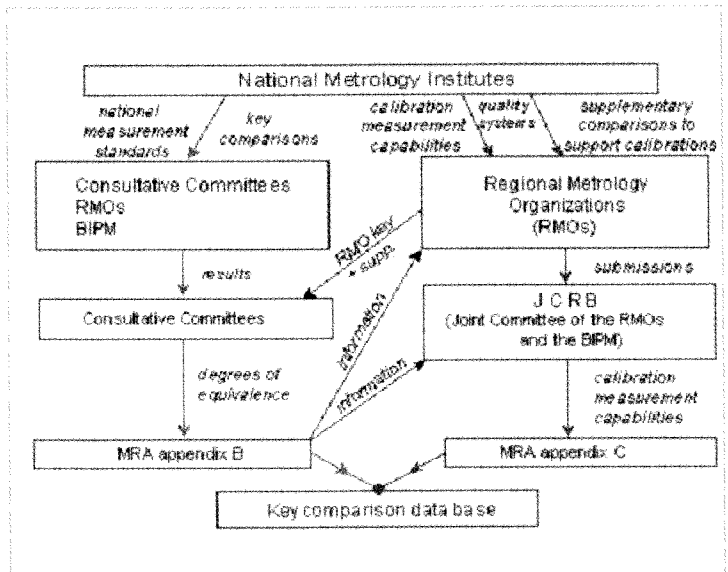 National Metrology Institutes
national
measurement
standards
key
comparisons
calibration
measurement
capabilities
quality
systems
supplementary
comparisons to
support calibrations
Consultative Committees
RMOs
BIPM
Regional Metrology
Organizations
(RMOs)
RMO key
+ supp.
results
submissions
Consultative Committees
J C R B
(Joint Committee of the RMOs
and the BIPM)
information
information
degrees of
equivalence
calibration
measurement
capabilities
MRA appendix B
MRA appendix C
Key comparison data base